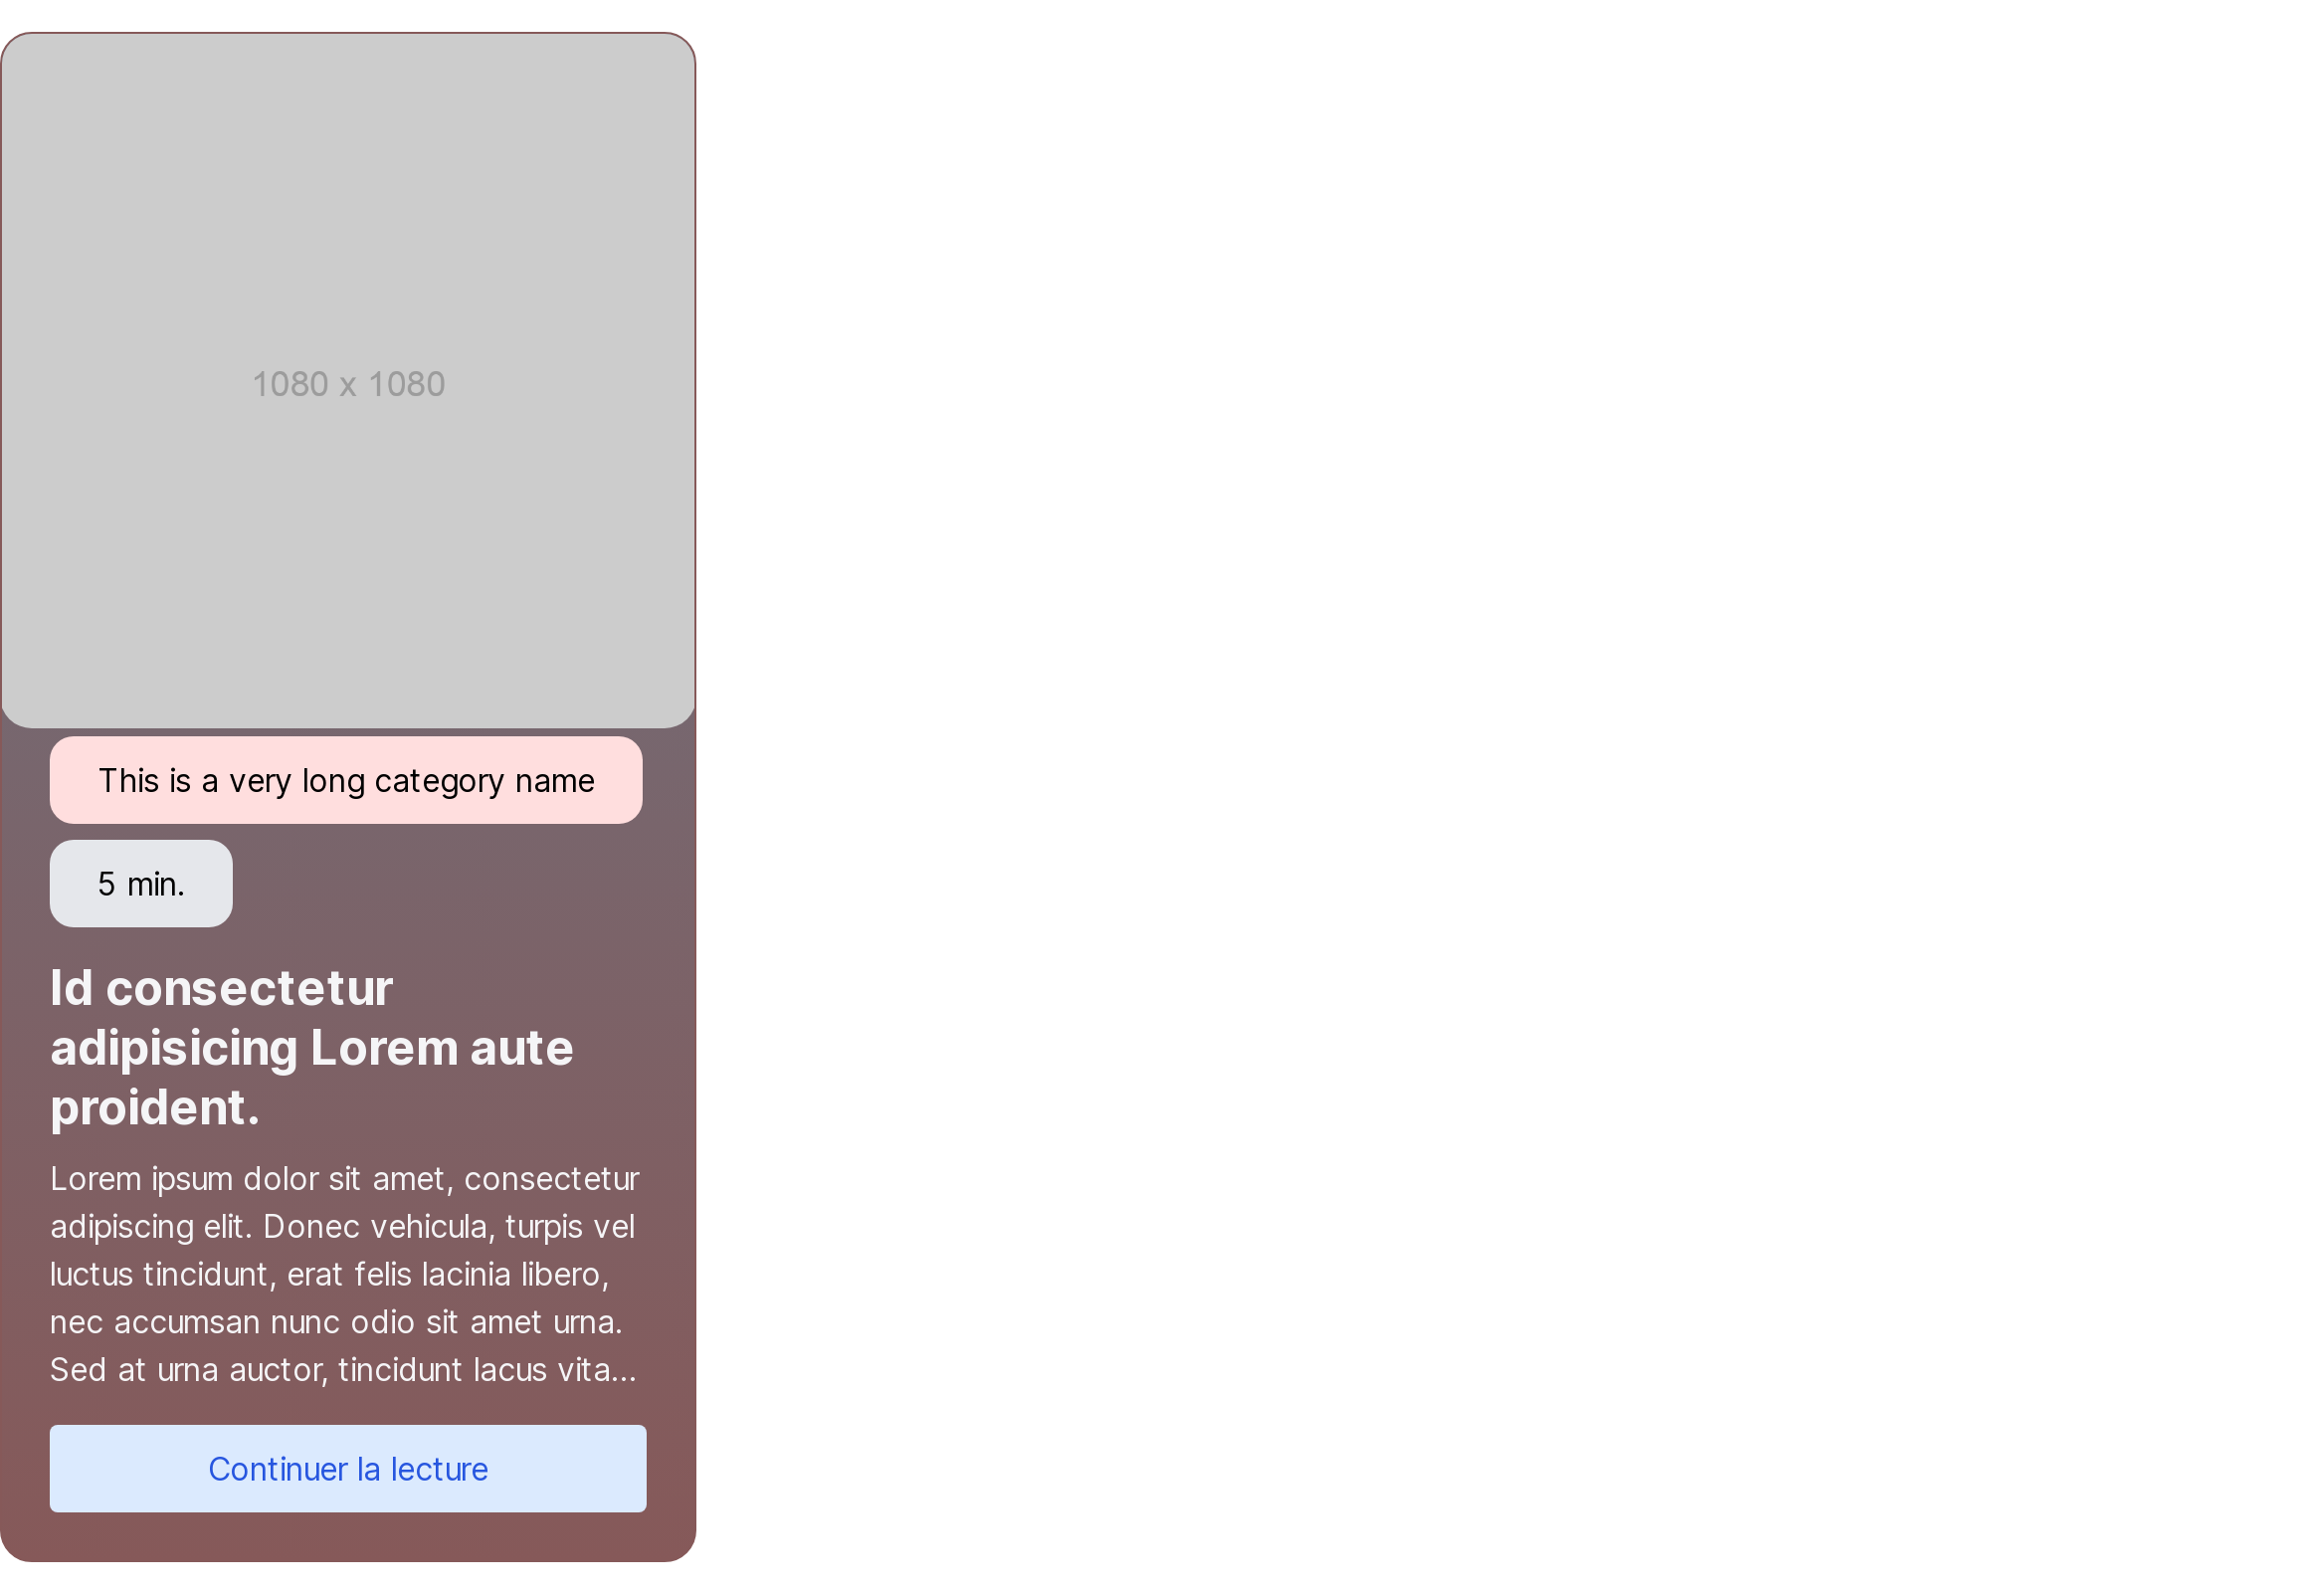 1080 x 1080
This is a very long category name
5 min.
Id consectetur
adipisicing Lorem aute
proident.
Lorem ipsum dolor sit amet, consectetur
adipiscing elit. Donec vehicula, turpis vel
luctus tincidunt, erat felis lacinia libero,
nec accumsan nunc odio sit amet urna.
Sed at urna auctor, tincidunt lacus vita...
Continuer la lecture